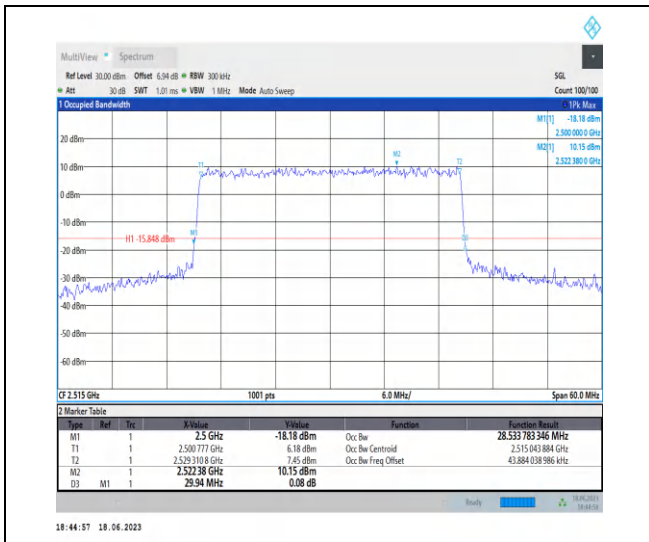 MultiView Spectrum
Ref Level 30.00 dBm Offset 6.94 dB RBW 300 kHz SGL
Att 30 dB SWT 1.01 ms VBW 1 MHz Mode Auto Sweep Count 100/100
1 Occupied Bandwidth 1Pk Max
M1[1] -18.18 dBm
2.500 000 0 GHz
M2[1] 10.15 dBm
2.522 380 0 GHz
20 dBm
M2
T1 T2
10 dBm
0 dBm
-10 dBm
M1
H1 -15.848 dBm
-20 dBm
-30 dBm
-40 dBm
-50 dBm
-60 dBm
CF 2.515 GHz 1001 pts 6.0 MHz/ Span 60.0 MHz
2 Marker Table
Type Ref Trc X-Value Y-Value Function Function Result
M1 1 2.5 GHz -18.18 dBm Occ Bw 28.533 783 346 MHz
T1 1 2.500 777 GHz 6.18 dBm Occ Bw Centroid 2.515 043 884 GHz
T2 1 2.529 310 8 GHz 7.45 dBm Occ Bw Freq Offset 43.884 038 986 kHz
M2 1 2.522 38 GHz 10.15 dBm
D3 M1 1 29.94 MHz 0.08 dB
Ready 18.06.2023
18:44:56
18:44:57 18.06.2023